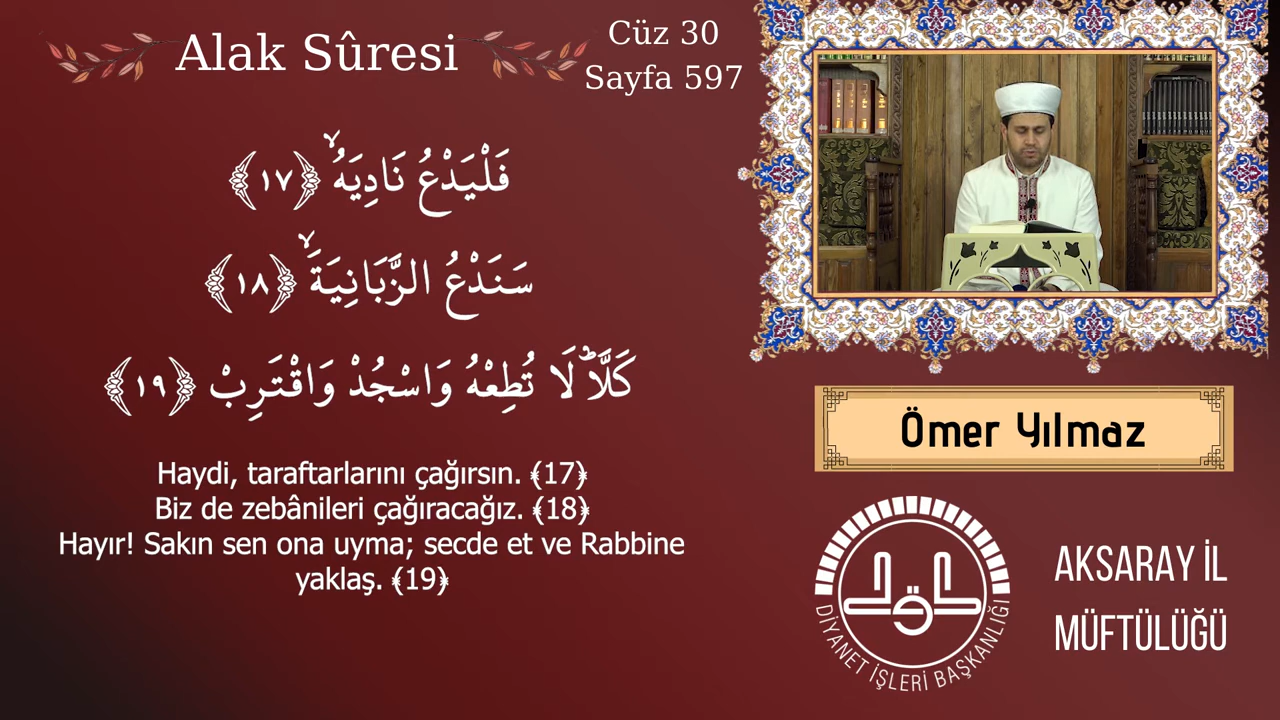 Alak Sûresi
Cüz 30
Sayfa 597
فَلْيَدْعُ نَادِيَهُۙ ﴿١٧﴾
سَنَدْعُ الزَّبَانِيَةَۙ ﴿١٨﴾
كَلَّاۜ لَا تُطِعْهُ وَاسْجُدْ وَاقْتَرِبْ ﴿١٩﴾
Haydi, taraftarlarını çağırsın. ﴾17﴿
Biz de zebânileri çağıracağız. ﴾18﴿
Hayır! Sakın sen ona uyma; secde et ve Rabbine
yaklaş. ﴾19﴿
Ömer Yılmaz
DİYANET İŞLERİ BAŞKANLIĞI
AKSARAY İL
MÜFTÜLÜĞÜ